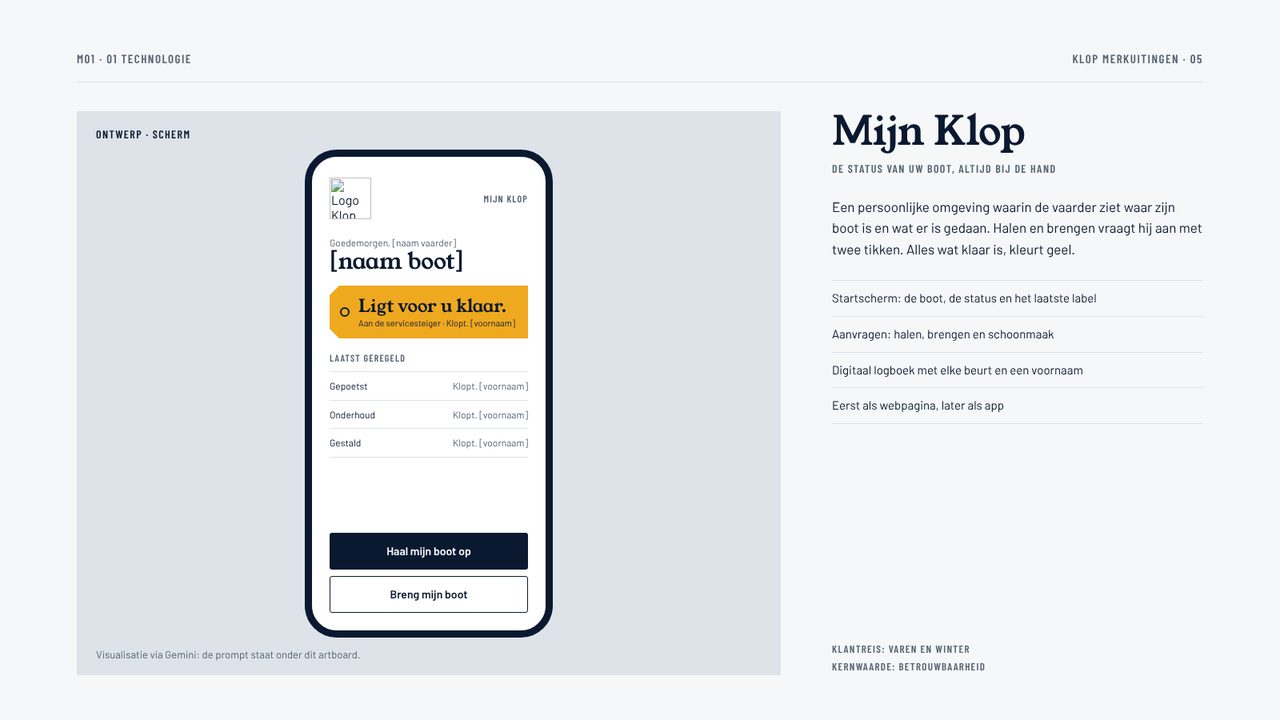 M01 · 01 TECHNOLOGIE
KLOP MERKUITINGEN · 05
ONTWERP · SCHERM
Logo
Klop
MIJN KLOP
Goedemorgen, [naam vaarder]
[naam boot]
Ligt voor u klaar.
Aan de servicesteiger · Klopt. [voornaam]
LAATST GEREGELD
Gepoetst Klopt. [voornaam]
Onderhoud Klopt. [voornaam]
Gestald Klopt. [voornaam]
Haal mijn boot op
Breng mijn boot
Visualisatie via Gemini: de prompt staat onder dit artboard.
Mijn Klop
DE STATUS VAN UW BOOT, ALTIJD BIJ DE HAND
Een persoonlijke omgeving waarin de vaarder ziet waar zijn
boot is en wat er is gedaan. Halen en brengen vraagt hij aan met
twee tikken. Alles wat klaar is, kleurt geel.
Startscherm: de boot, de status en het laatste label
Aanvragen: halen, brengen en schoonmaak
Digitaal logboek met elke beurt en een voornaam
Eerst als webpagina, later als app
KLANTREIS: VAREN EN WINTER
KERNWAARDE: BETROUWBAARHEID